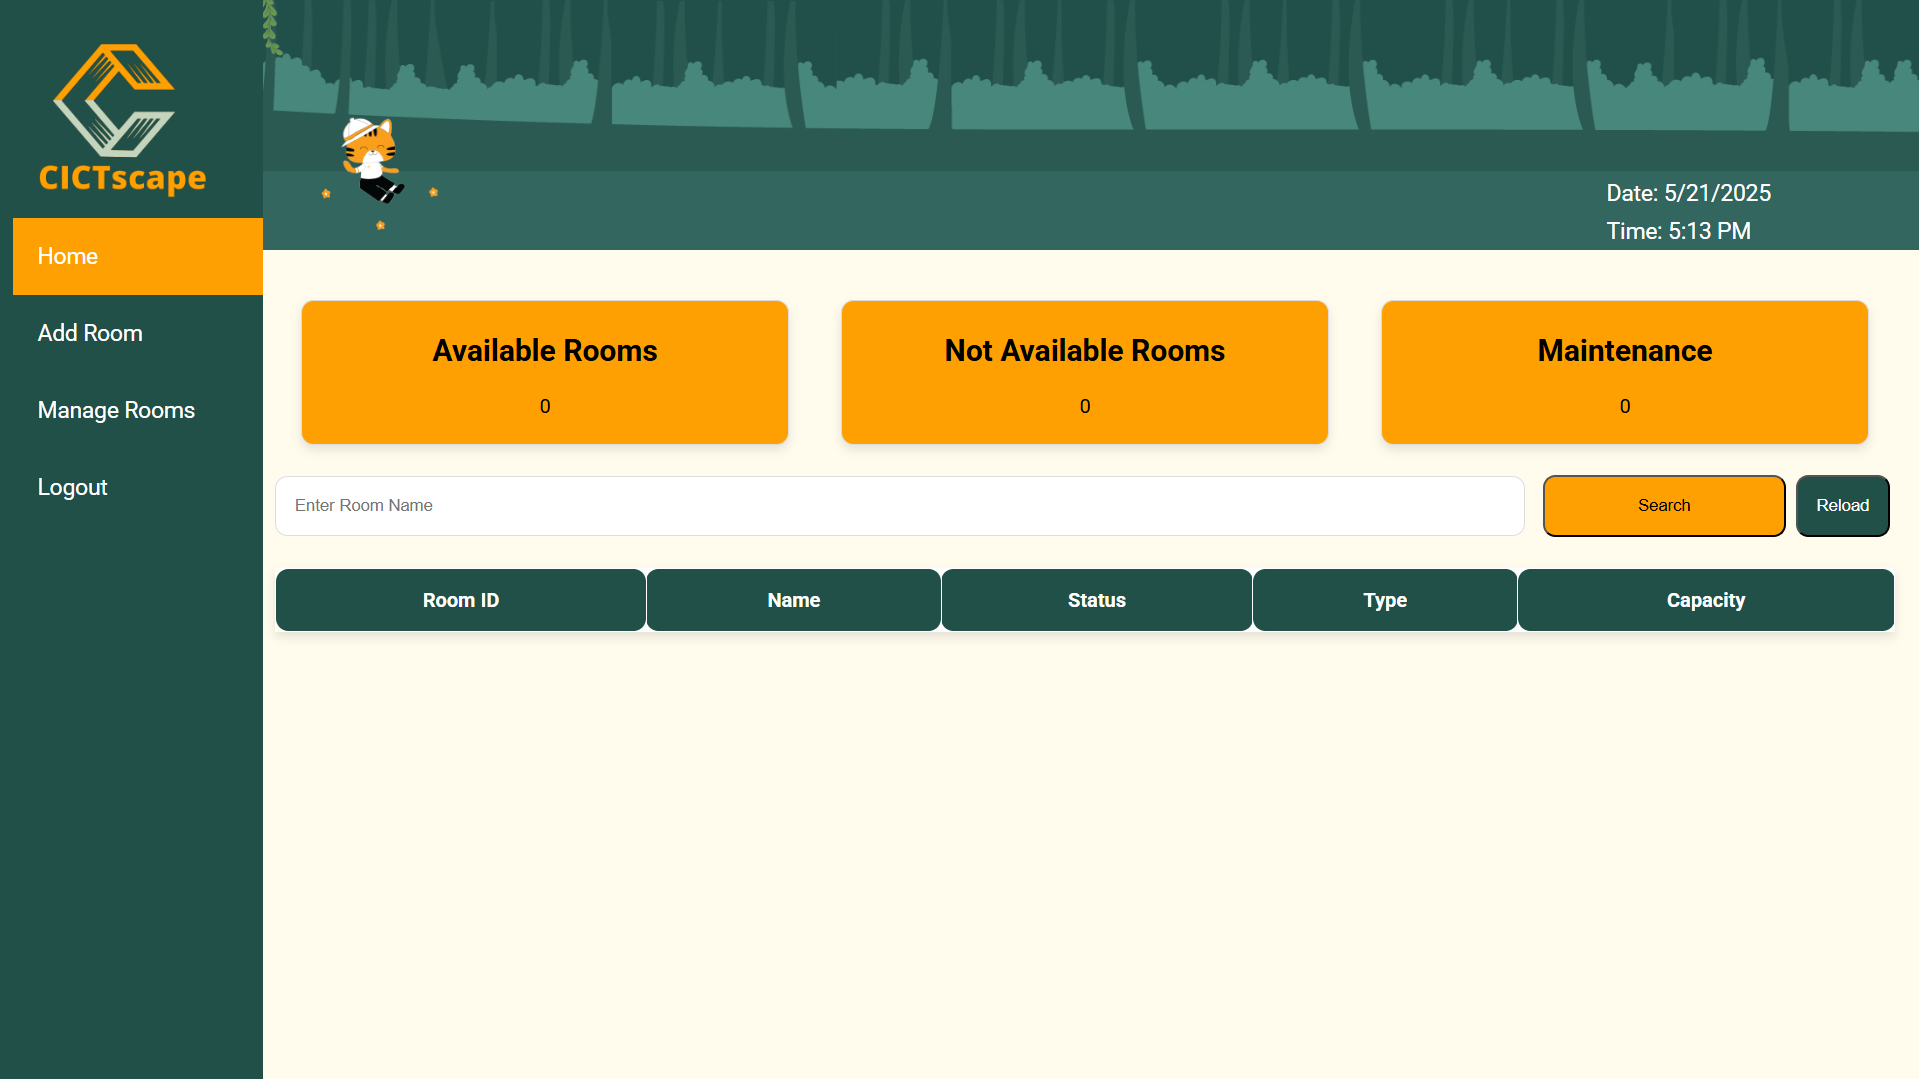 CICTscape
Home
Add Room
Manage Rooms
Logout
Date: 5/21/2025
Time: 5:13 PM
Available Rooms
0
Not Available Rooms
0
Maintenance
0
Enter Room Name
Search
Reload
Room ID
Name
Status
Type
Capacity